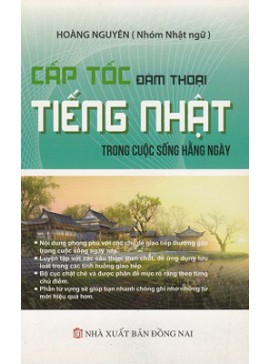 HOÀNG NGUYÊN ( Nhóm Nhật ngữ )
CẤP TỐC ĐÀM THOẠI
TIẾNG NHẬT
TRONG CUỘC SỐNG HẰNG NGÀY
• Nội dung phong phú với các chủ đề giao tiếp thường gặp
trong cuộc sống ngày nay.
• Luyện tập với các câu thoại then chốt, để ứng dụng lưu
loát trong các tình huống giao tiếp.
• Bố cục chặt chẽ và được phân đề mục rõ ràng theo từng
chủ điểm.
• Phần từ vựng sẽ giúp bạn nhanh chóng ghi nhớ những từ
mới hiệu quả hơn.
NHÀ XUẤT BẢN ĐỒNG NAI